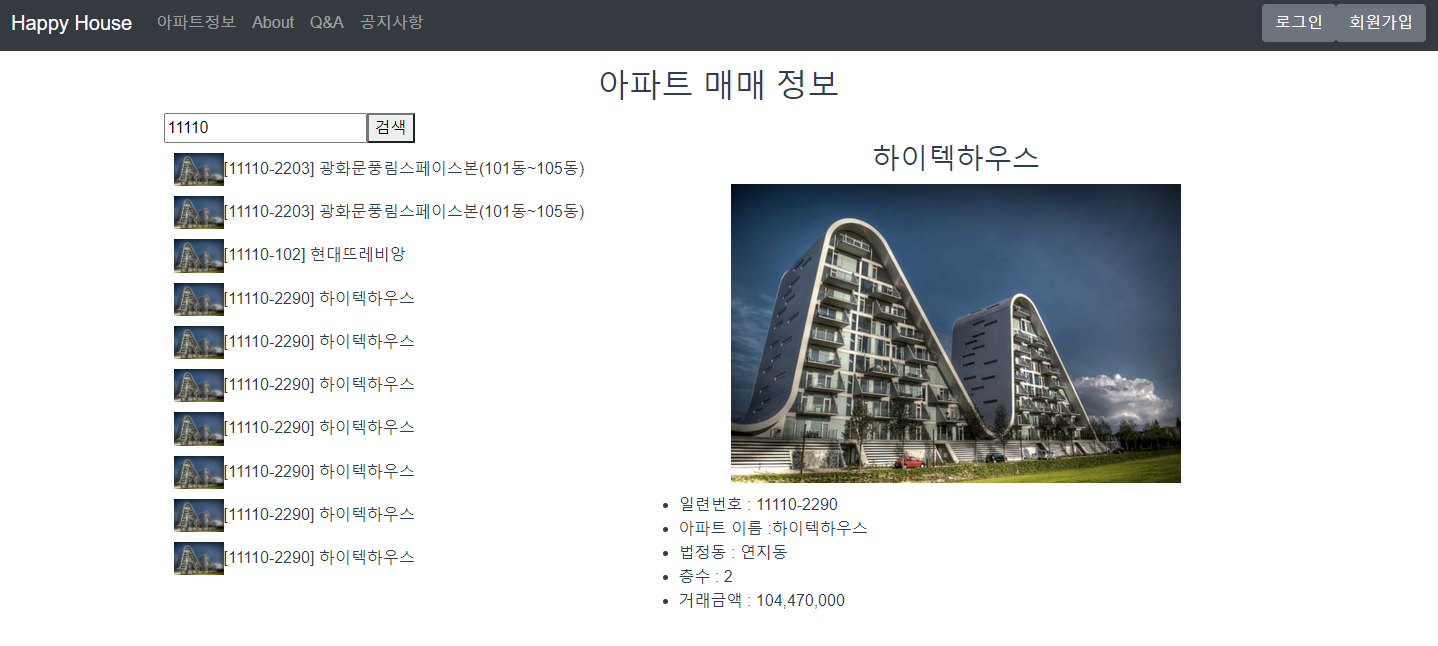 Happy House 아파트정보 About Q&A 공지사항 로그인 회원가입
아파트 매매 정보
11110 검색
[11110-2203] 광화문풍림스페이스본(101동~105동)
[11110-2203] 광화문풍림스페이스본(101동~105동)
[11110-102] 현대뜨레비앙
[11110-2290] 하이텍하우스
[11110-2290] 하이텍하우스
[11110-2290] 하이텍하우스
[11110-2290] 하이텍하우스
[11110-2290] 하이텍하우스
[11110-2290] 하이텍하우스
[11110-2290] 하이텍하우스
하이텍하우스
일련번호 : 11110-2290
아파트 이름 :하이텍하우스
법정동 : 연지동
층수 : 2
거래금액 : 104,470,000